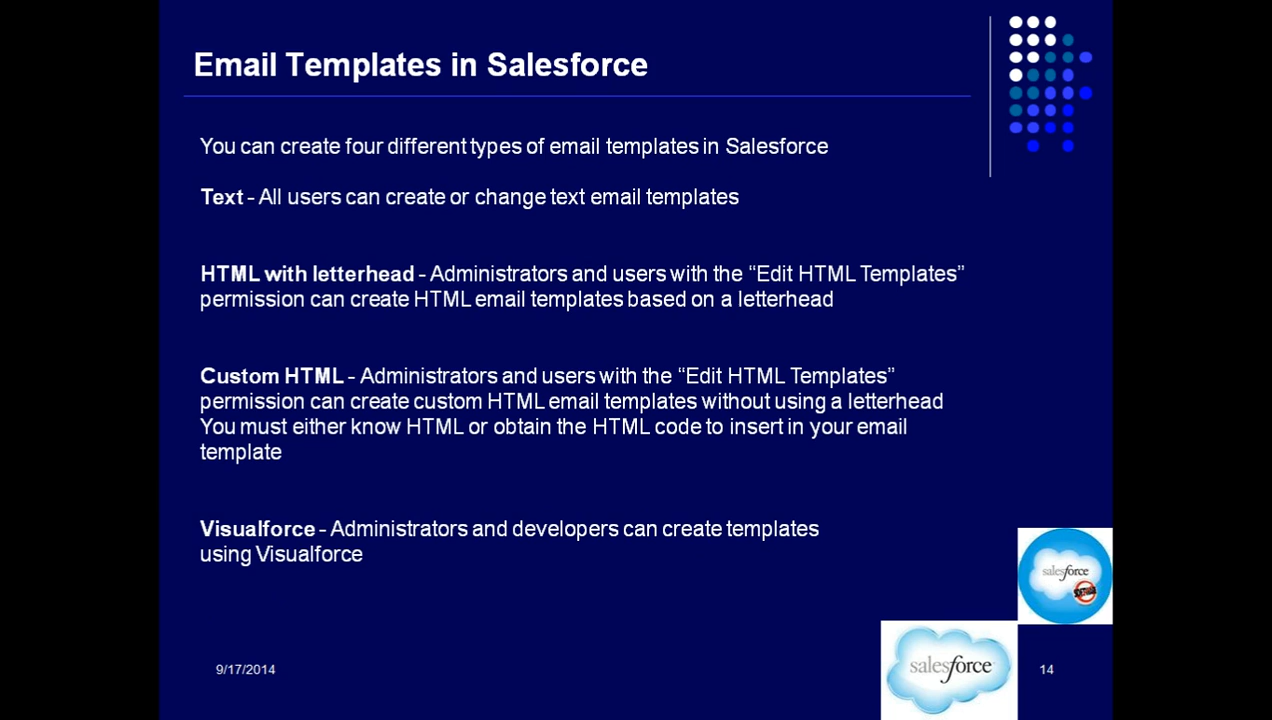 Email Templates in Salesforce
You can create four different types of email templates in Salesforce
Text - All users can create or change text email templates
HTML with letterhead - Administrators and users with the “Edit HTML Templates”
permission can create HTML email templates based on a letterhead
Custom HTML - Administrators and users with the “Edit HTML Templates”
permission can create custom HTML email templates without using a letterhead
You must either know HTML or obtain the HTML code to insert in your email
template
Visualforce - Administrators and developers can create templates
using Visualforce
salesforce
SOFTWARE
9/17/2014
salesforce
14